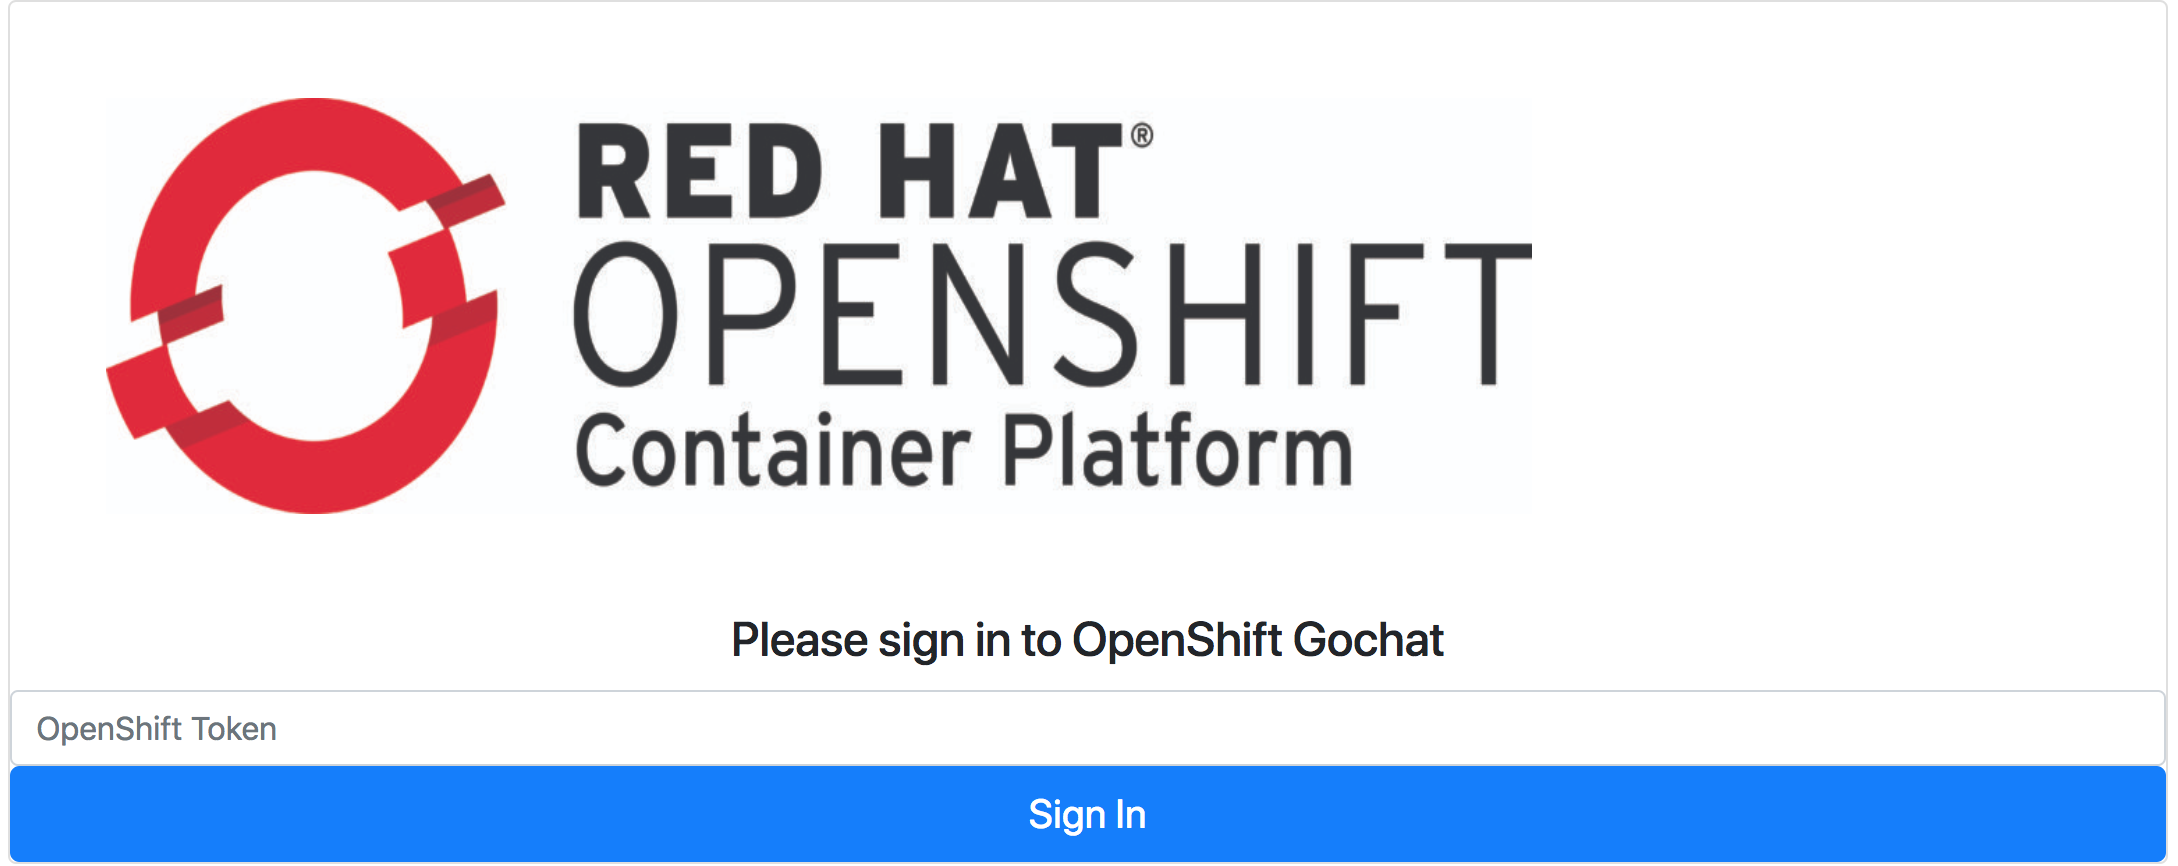 RED HAT®
OPENSHIFT
Container Platform
Please sign in to OpenShift Gochat
OpenShift Token
Sign In